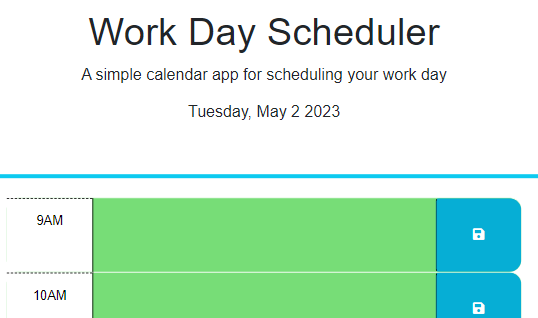 Work Day Scheduler
A simple calendar app for scheduling your work day
Tuesday, May 2 2023
9AM
10AM